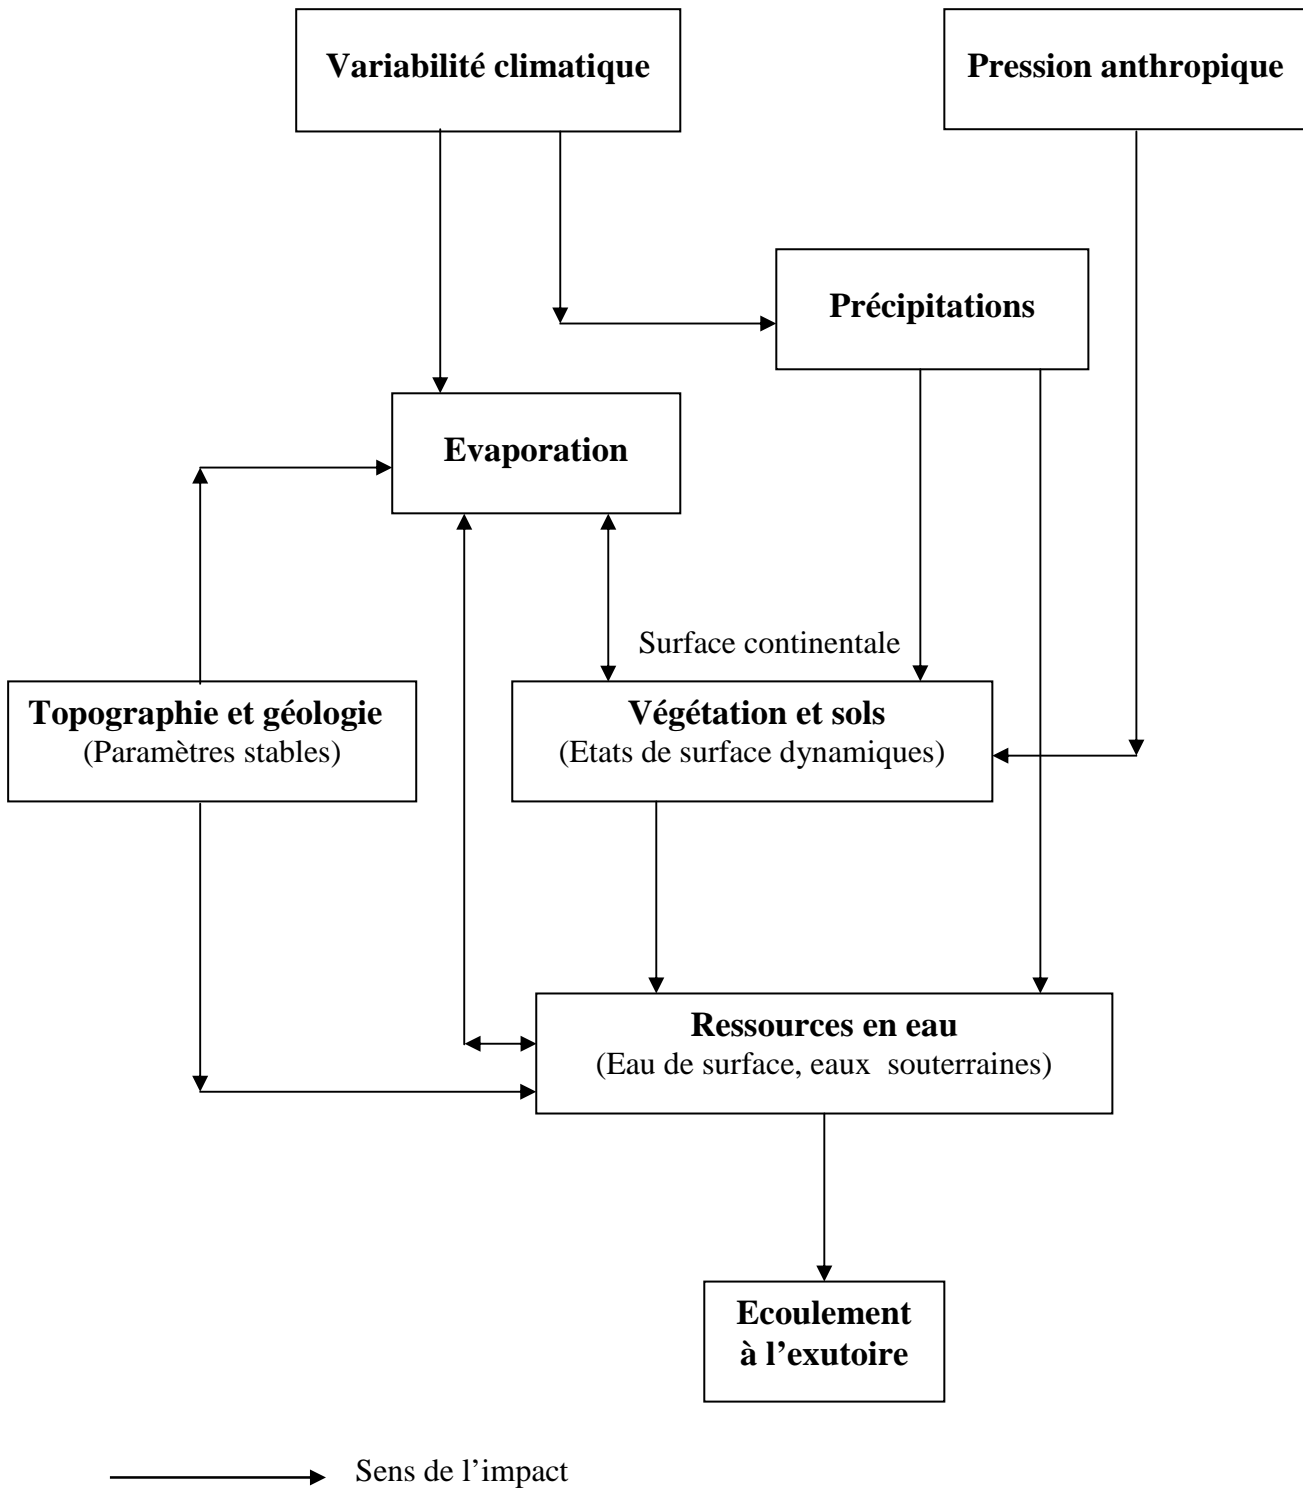 Variabilité climatique
Pression anthropique
Précipitations
Evaporation
Surface continentale
Topographie et géologie
(Paramètres stables)
Végétation et sols
(Etats de surface dynamiques)
Ressources en eau
(Eau de surface, eaux  souterraines)
Ecoulement
à l’exutoire
Sens de l’impact